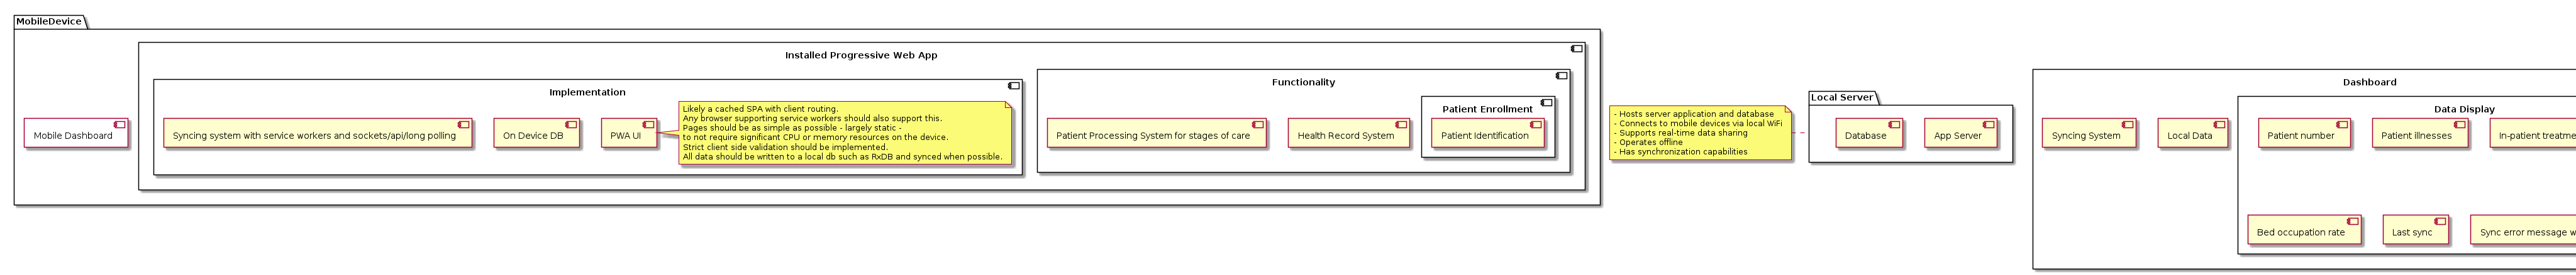 MobileDevice
Mobile Dashboard
Installed Progressive Web App
Implementation
Syncing system with service workers and sockets/api/long polling
On Device DB
PWA UI
Likely a cached SPA with client routing.
Any browser supporting service workers should also support this.
Pages should be as simple as possible - largely static -
to not require significant CPU or memory resources on the device.
Strict client side validation should be implemented.
All data should be written to a local db such as RxDB and synced when possible.
Functionality
Patient Processing System for stages of care
Health Record System
Patient Enrollment
Patient Identification
- Hosts server application and database
- Connects to mobile devices via local WiFi
- Supports real-time data sharing
- Operates offline
- Has synchronization capabilities
Local Server
Database
App Server
Dashboard
Syncing System
Local Data
Data Display
Patient number
Patient illnesses
In-patient
Bed occupation rate
Last sync
Sync error message